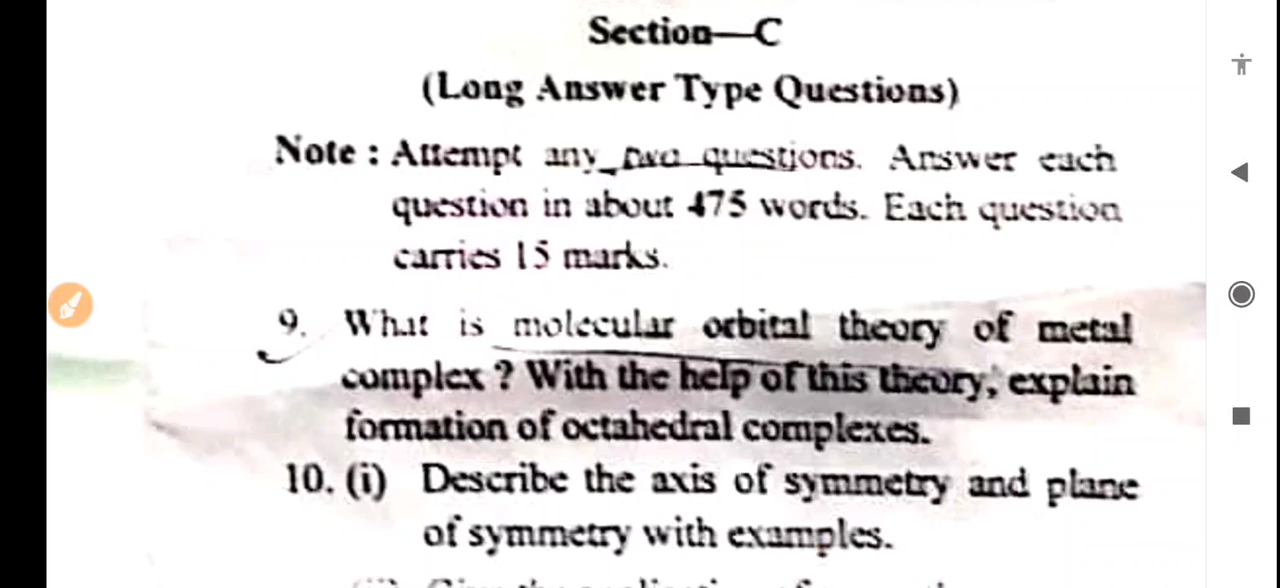 Section—C
(Long Answer Type Questions)
Note : Attempt any two questions. Answer each
question in about 475 words. Each question
carries 15 marks.
9. What is molecular orbital theory of metal
complex ? With the help of this theory, explain
formation of octahedral complexes.
10. (i) Describe the axis of symmetry and plane
of symmetry with examples.